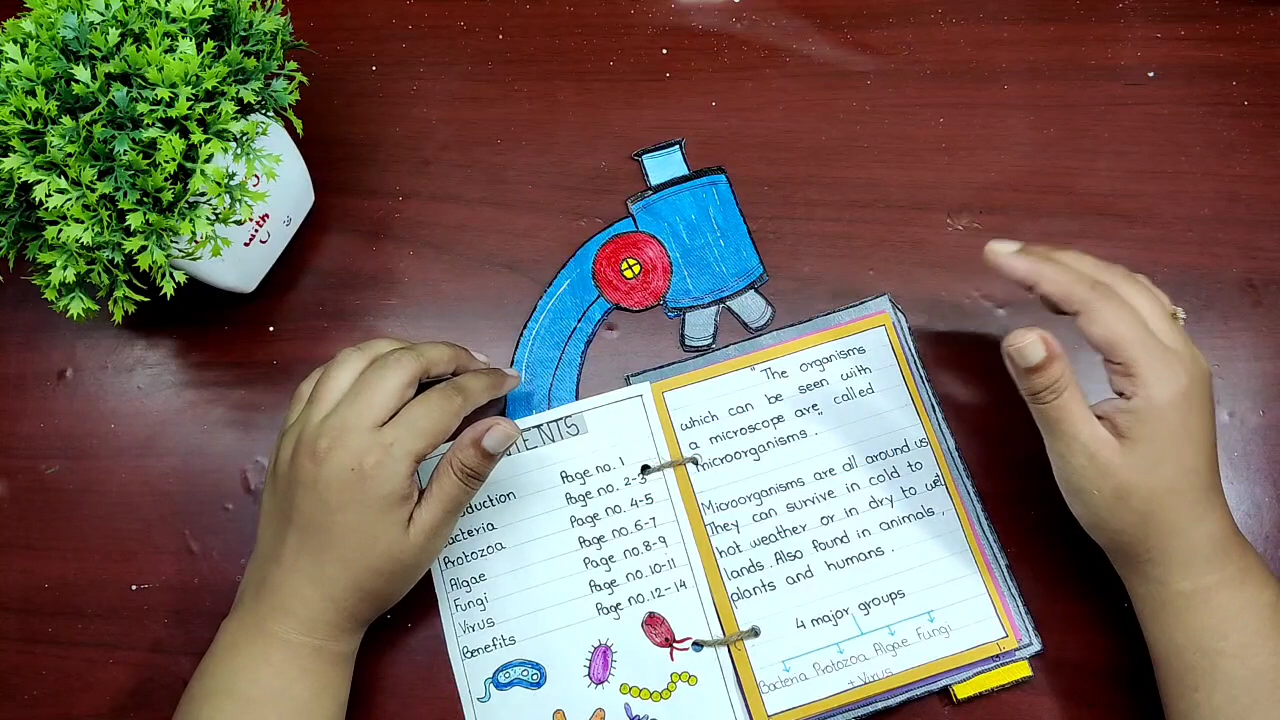 with
TENTS
duction Page no. 1
acteria Page no. 2-3
Protozoa Page no. 4-5
Algae Page no. 6-7
Fungi Page no. 8-9
Virus Page no. 10-11
Benefits Page no. 12-14
" The organisms
which can be seen with
a microscope are called
microorganisms."
Microorganisms are all around us
They can survive in cold to
hot weather or in dry to wet
lands. Also found in animals,
plants and humans.
4 major groups
Bacteria Protozoa Algae Fungi
+ Virus
1.